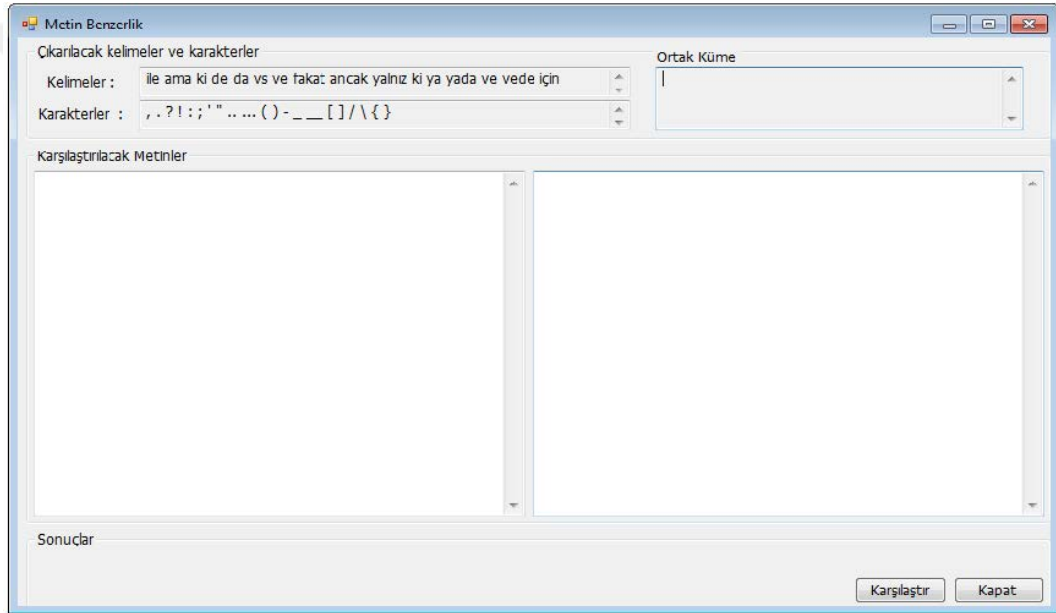 Metin Benzerlik
Çıkarılacak kelimeler ve karakterler
Kelimeler :
ile ama ki de da vs ve fakat ancak yalnız ki ya yada ve vede için
Karakterler :
, . ? ! : ; ' " .. ... ( ) - _ __ [ ] / \ { }
Ortak Küme
Karşılaştırılacak Metinler
Sonuçlar
Karşılaştır
Kapat